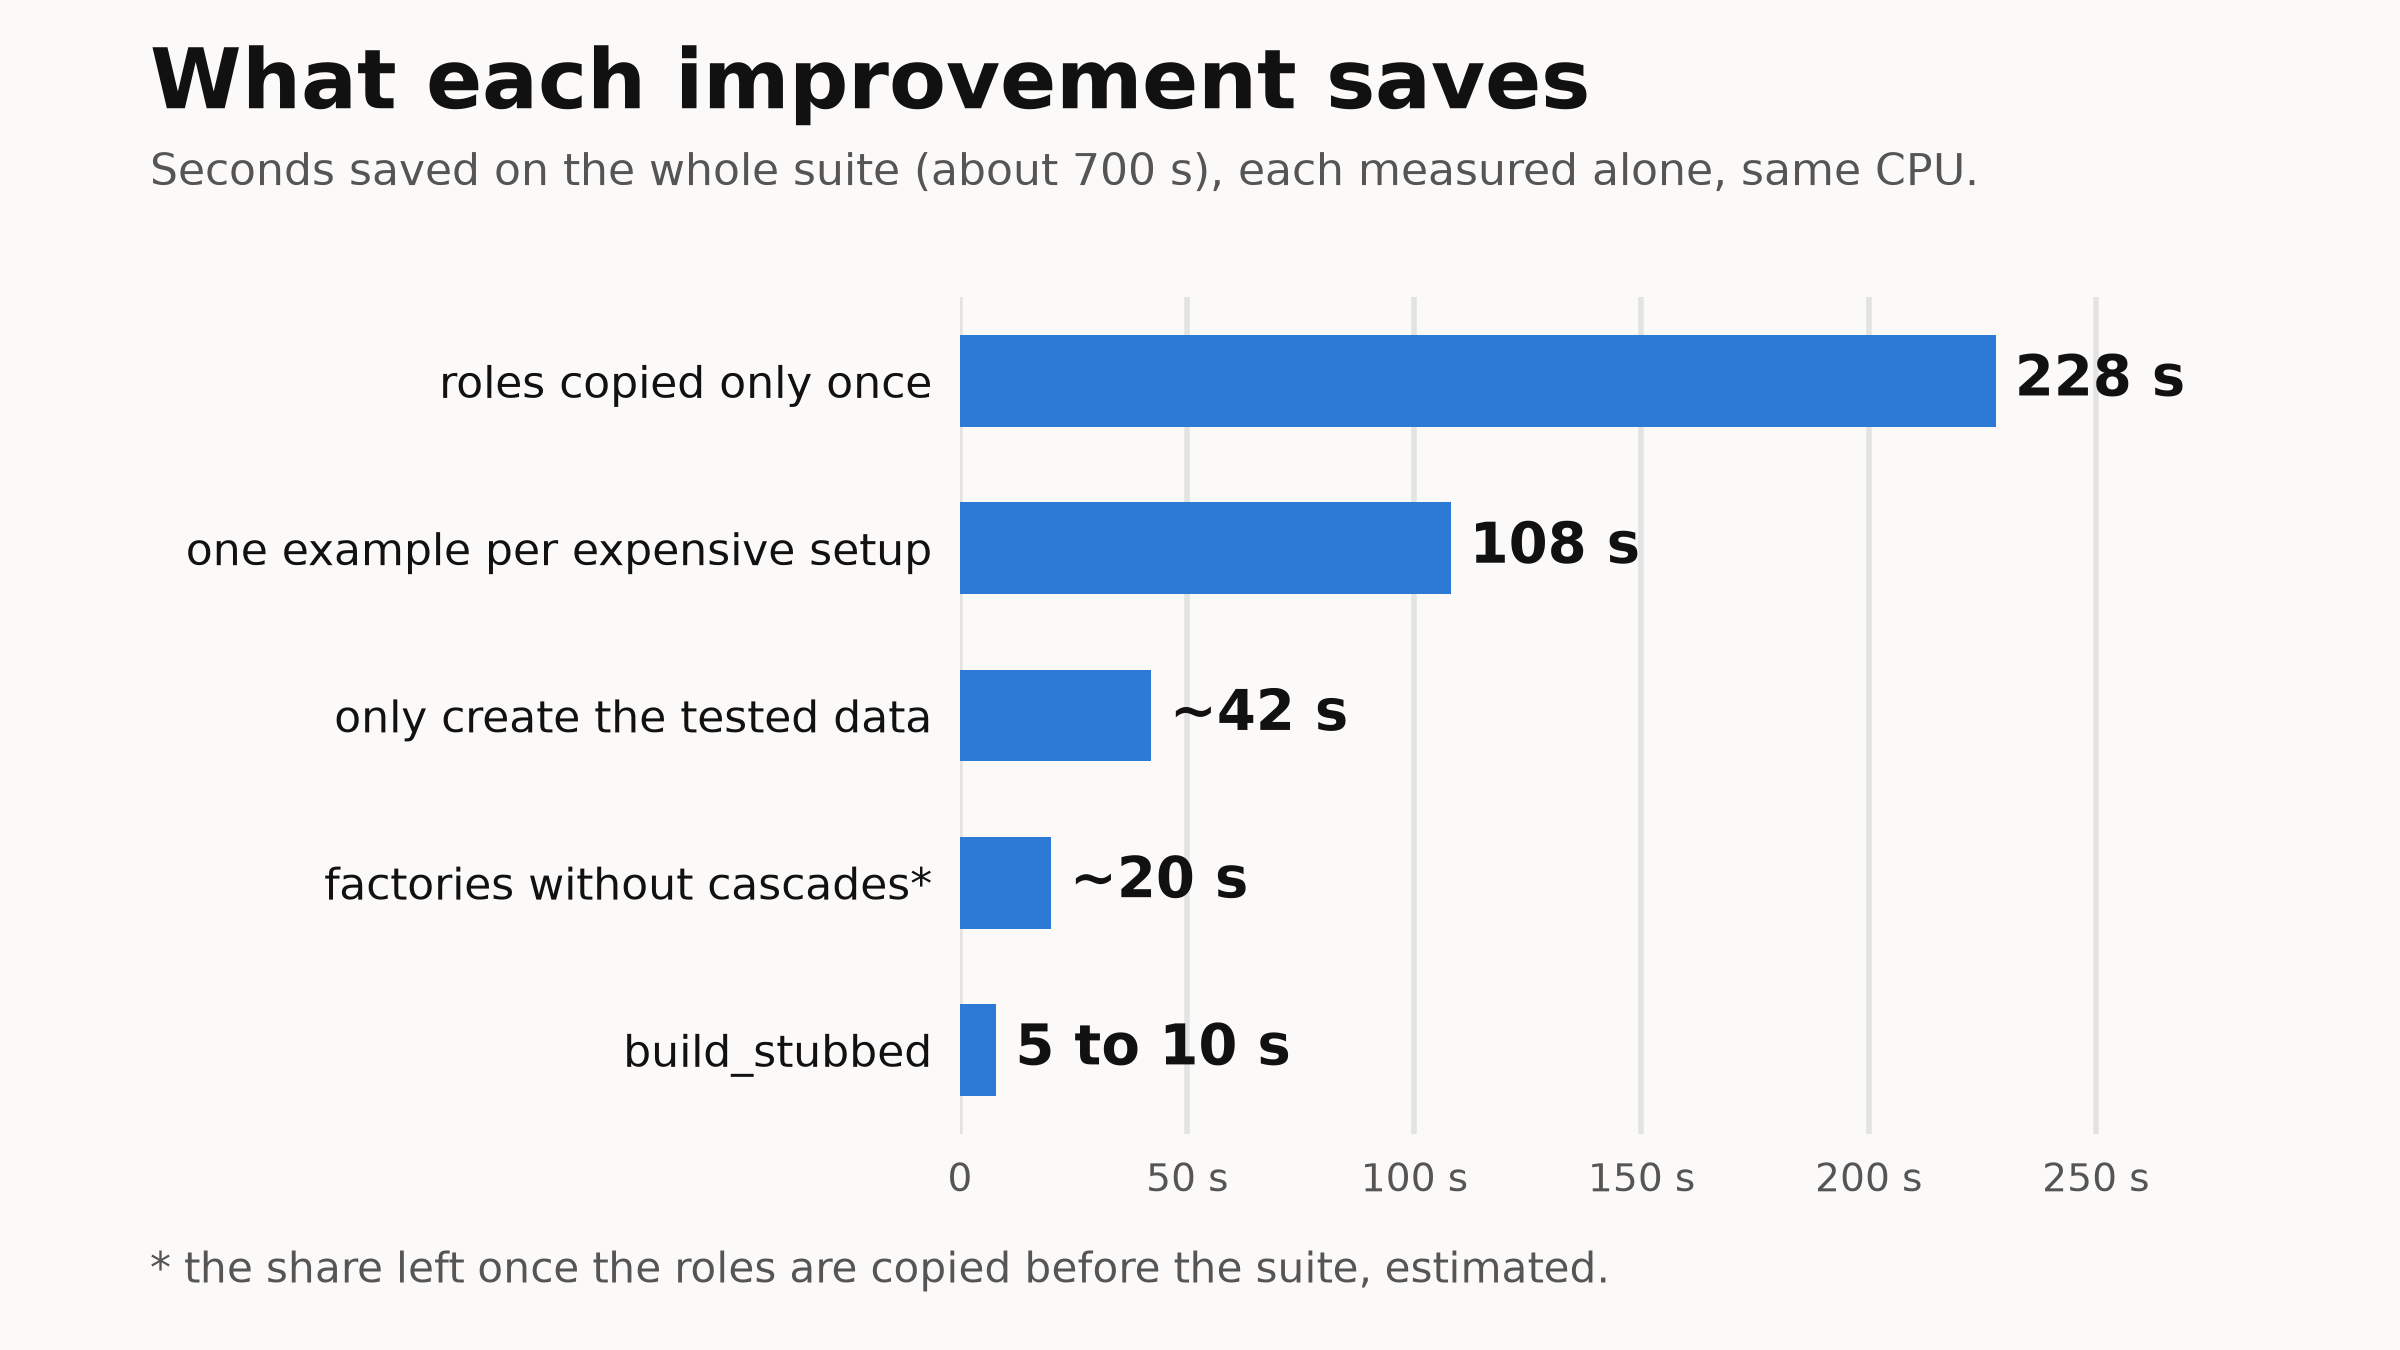 What each improvement saves
Seconds saved on the whole suite (about 700 s), each measured alone, same CPU.
roles copied only once 228 s
one example per expensive setup 108 s
only create the tested data ~42 s
factories without cascades* ~20 s
build_stubbed 5 to 10 s
0 50 s 100 s 150 s 200 s 250 s
* the share left once the roles are copied before the suite, estimated.